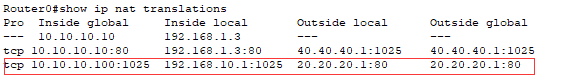 Router0#show ip nat translations
Pro  Inside global     Inside local       Outside local      Outside global
---  10.10.10.10       192.168.1.3        ---                ---
tcp 10.10.10.10:80     192.168.1.3:80     40.40.40.1:1025    40.40.40.1:1025
tcp 10.10.10.100:1025  192.168.10.1:1025  20.20.20.1:80      20.20.20.1:80